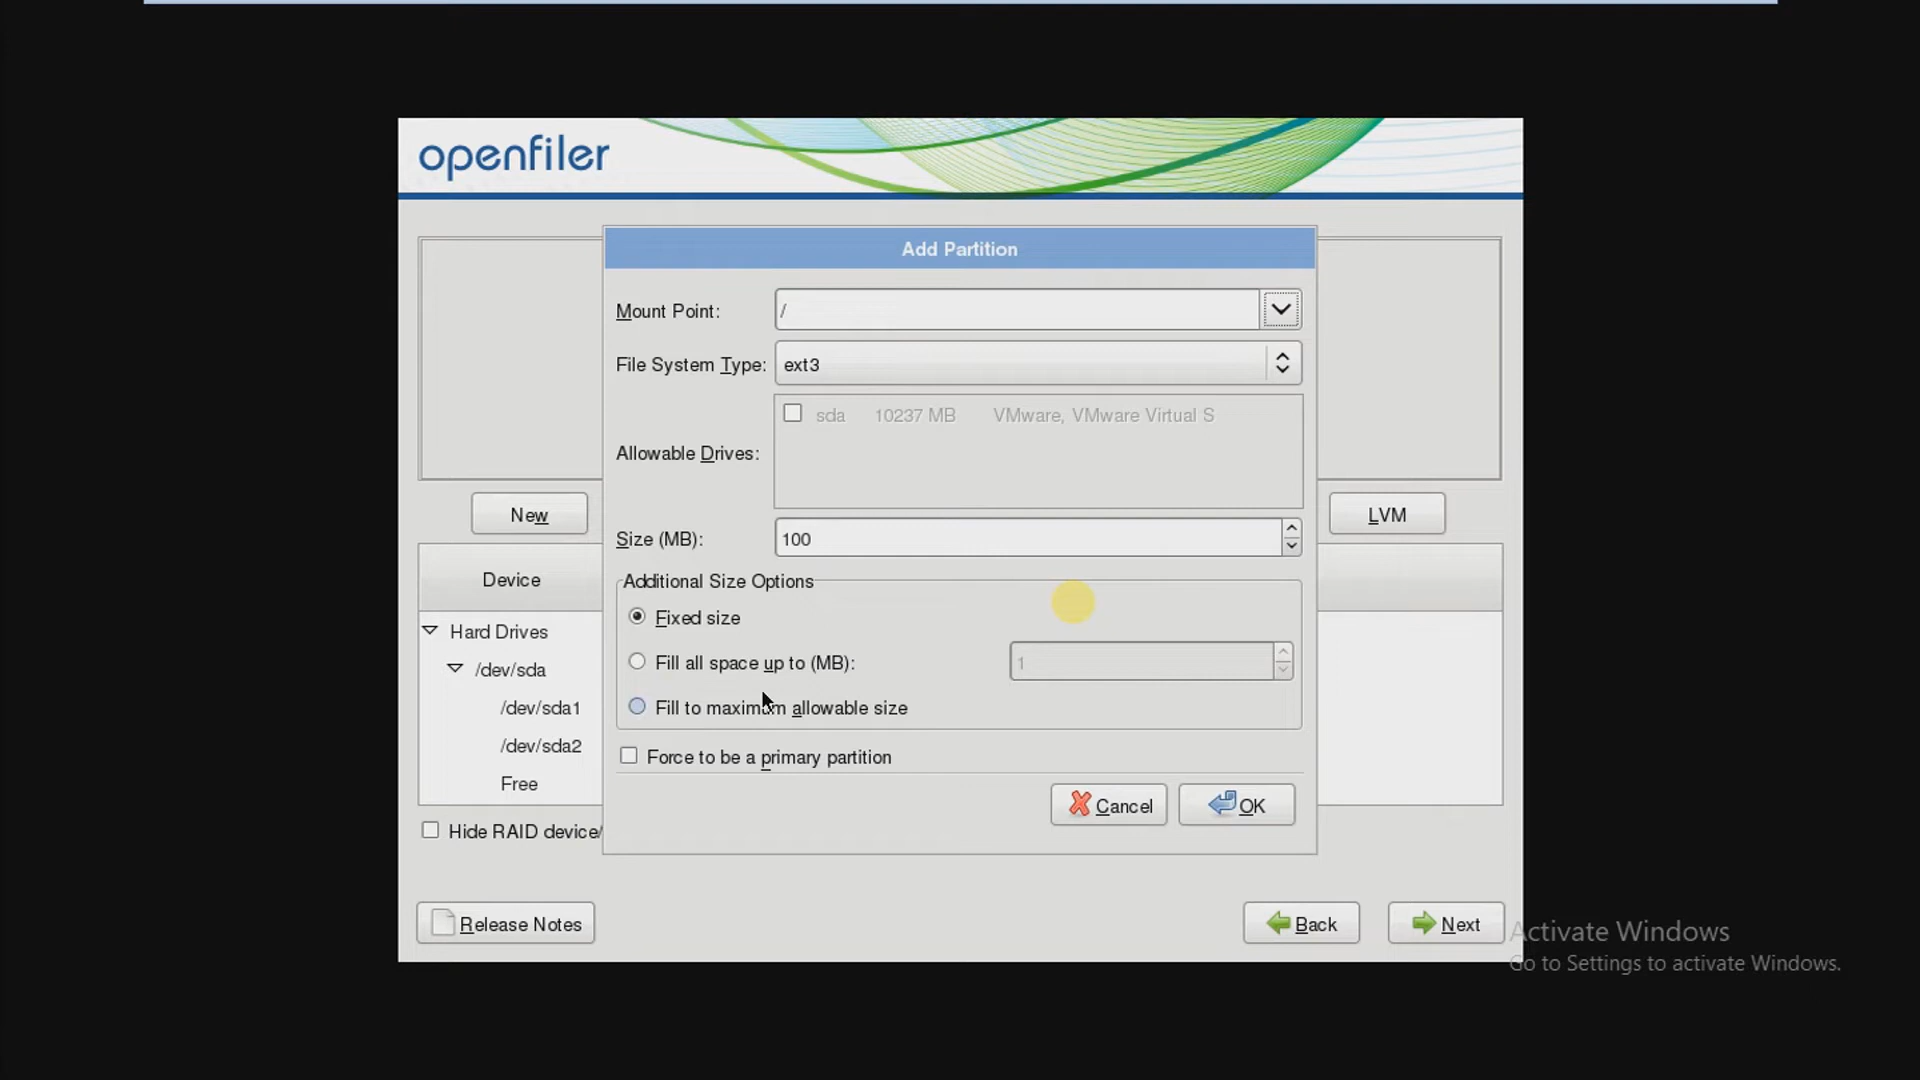 openfiler
Add Partition
Mount Point: /
File System Type: ext3
sda 10237 MB VMware, VMware Virtual S
Allowable Drives:
New
LVM
Size (MB): 100
Additional Size Options
Device
Fixed size
Hard Drives
Fill all space up to (MB): 1
/dev/sda
Fill to maximum allowable size
/dev/sda1
/dev/sda2
Force to be a primary partition
Free
Cancel
OK
Hide RAID device/
Release Notes
Back
Next
Activate Windows
Go to Settings to activate Windows.